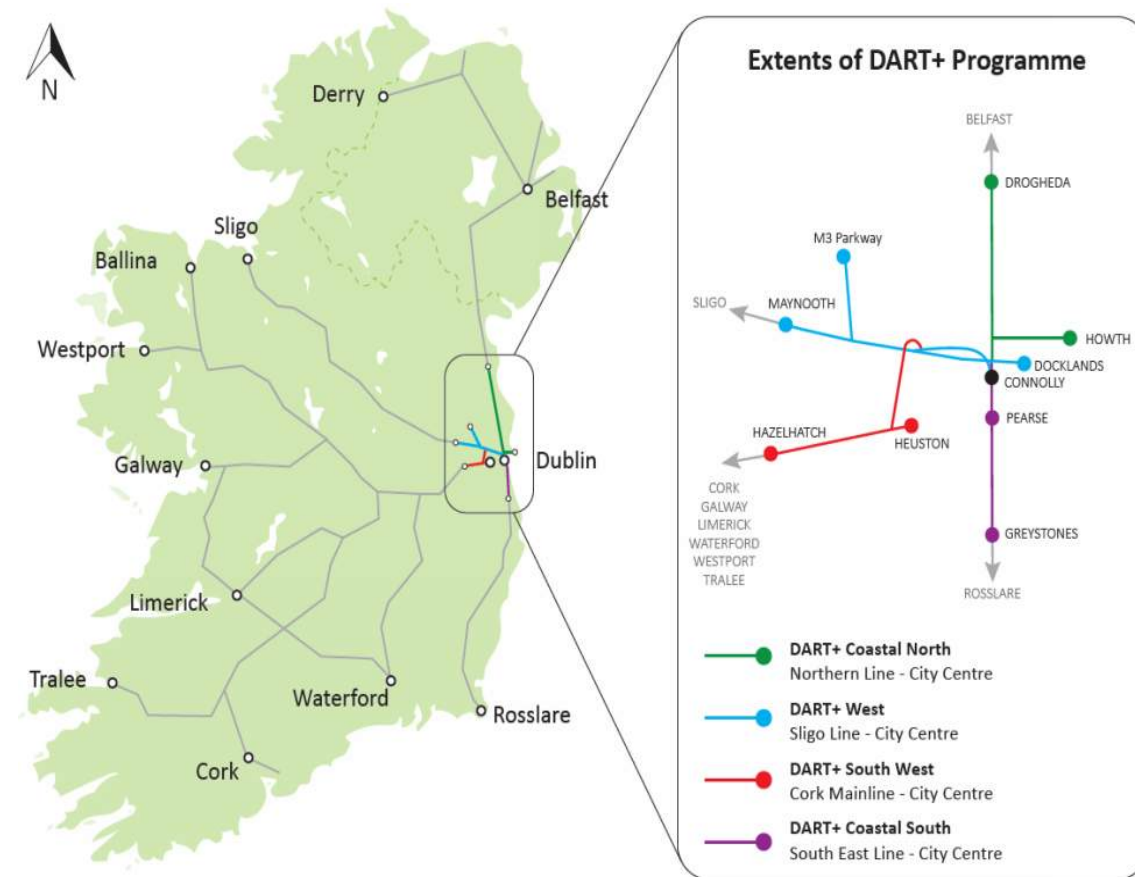 N
Derry
Belfast
Sligo
Ballina
Westport
Galway
Dublin
Limerick
Tralee
Waterford
Rosslare
Cork
Extents of DART+ Programme
BELFAST
DROGHEDA
M3 Parkway
SLIGO
MAYNOOTH
HOWTH
DOCKLANDS
CONNOLLY
PEARSE
HAZELHATCH
HEUSTON
CORK
GALWAY
LIMERICK
WATERFORD
WESTPORT
TRALEE
GREYSTONES
ROSSLARE
DART+ Coastal North
Northern Line - City Centre
DART+ West
Sligo Line - City Centre
DART+ South West
Cork Mainline - City Centre
DART+ Coastal South
South East Line - City Centre